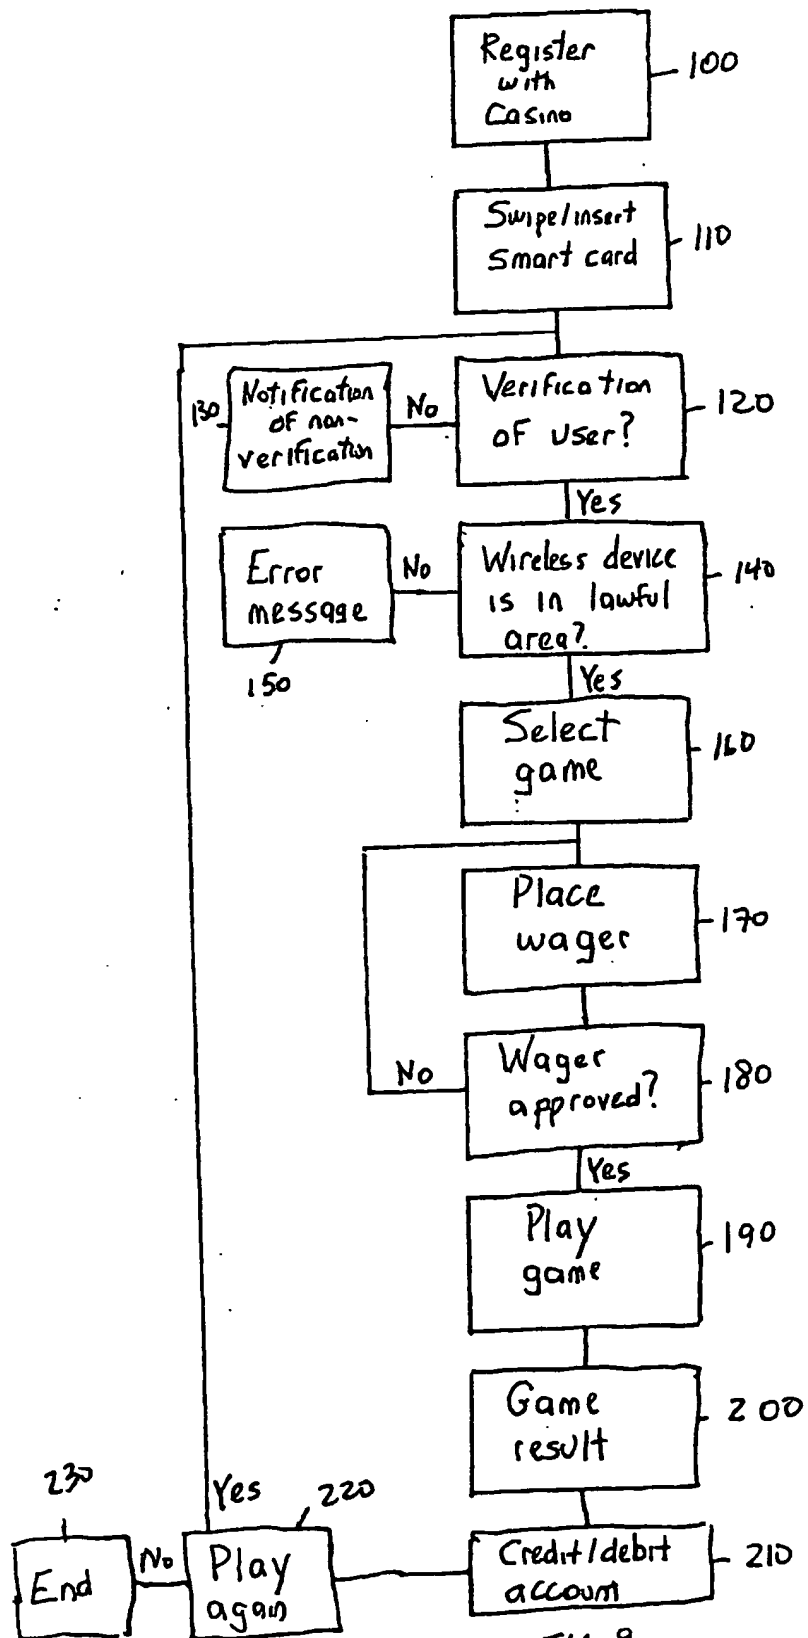 Register
with
Casino
100
Swipe/insert
Smart card
110
Verification
of user?
120
No
Notification
of non-
verification
130
Yes
Wireless device
is in lawful
area?
140
No
Error
message
150
Yes
Select
game
160
Place
wager
170
Wager
approved?
180
No
Yes
Play
game
190
Game
result
200
Credit/debit
account
210
Play
again
220
Yes
No
End
230